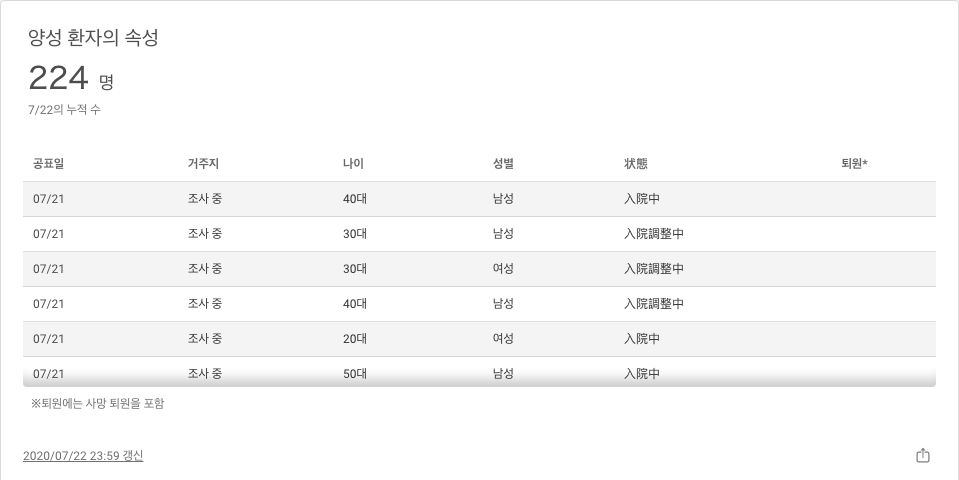 양성 환자의 속성
224 명
7/22의 누적 수
공표일 거주지 나이 성별 状態 퇴원*
07/21 조사 중 40대 남성 入院中
07/21 조사 중 30대 남성 入院調整中
07/21 조사 중 30대 여성 入院調整中
07/21 조사 중 40대 남성 入院調整中
07/21 조사 중 20대 여성 入院中
07/21 조사 중 50대 남성 入院中
※퇴원에는 사망 퇴원을 포함
2020/07/22 23:59 갱신